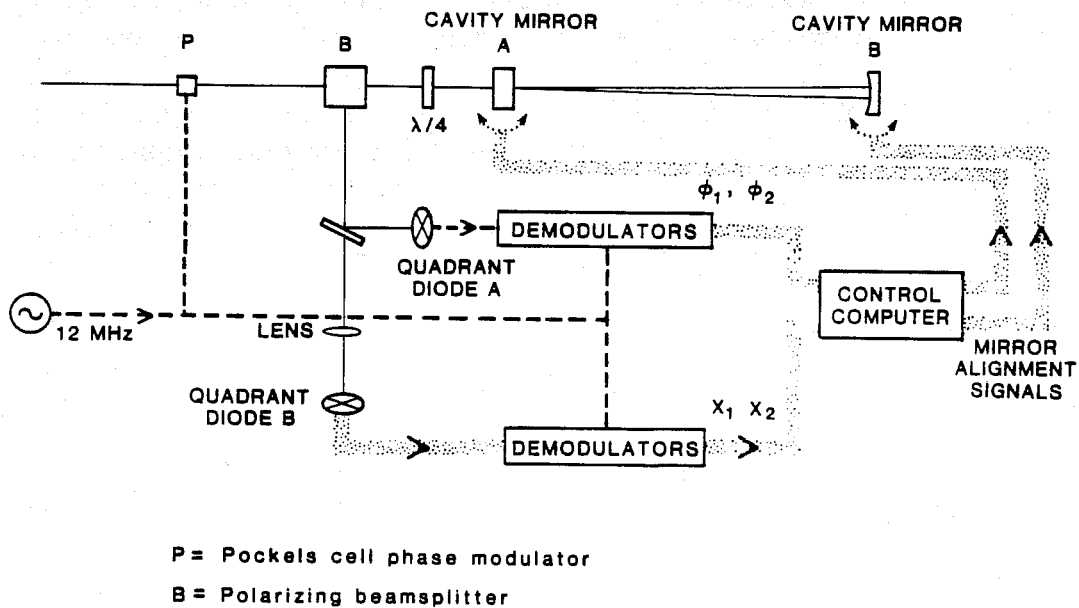 CAVITY MIRROR
A
CAVITY MIRROR
B
P
B
λ/4
ϕ₁, ϕ₂
DEMODULATORS
QUADRANT
DIODE A
12 MHz
LENS
CONTROL
COMPUTER
MIRROR
ALIGNMENT
SIGNALS
QUADRANT
DIODE B
X₁ X₂
DEMODULATORS
P = Pockels cell phase modulator
B = Polarizing beamsplitter